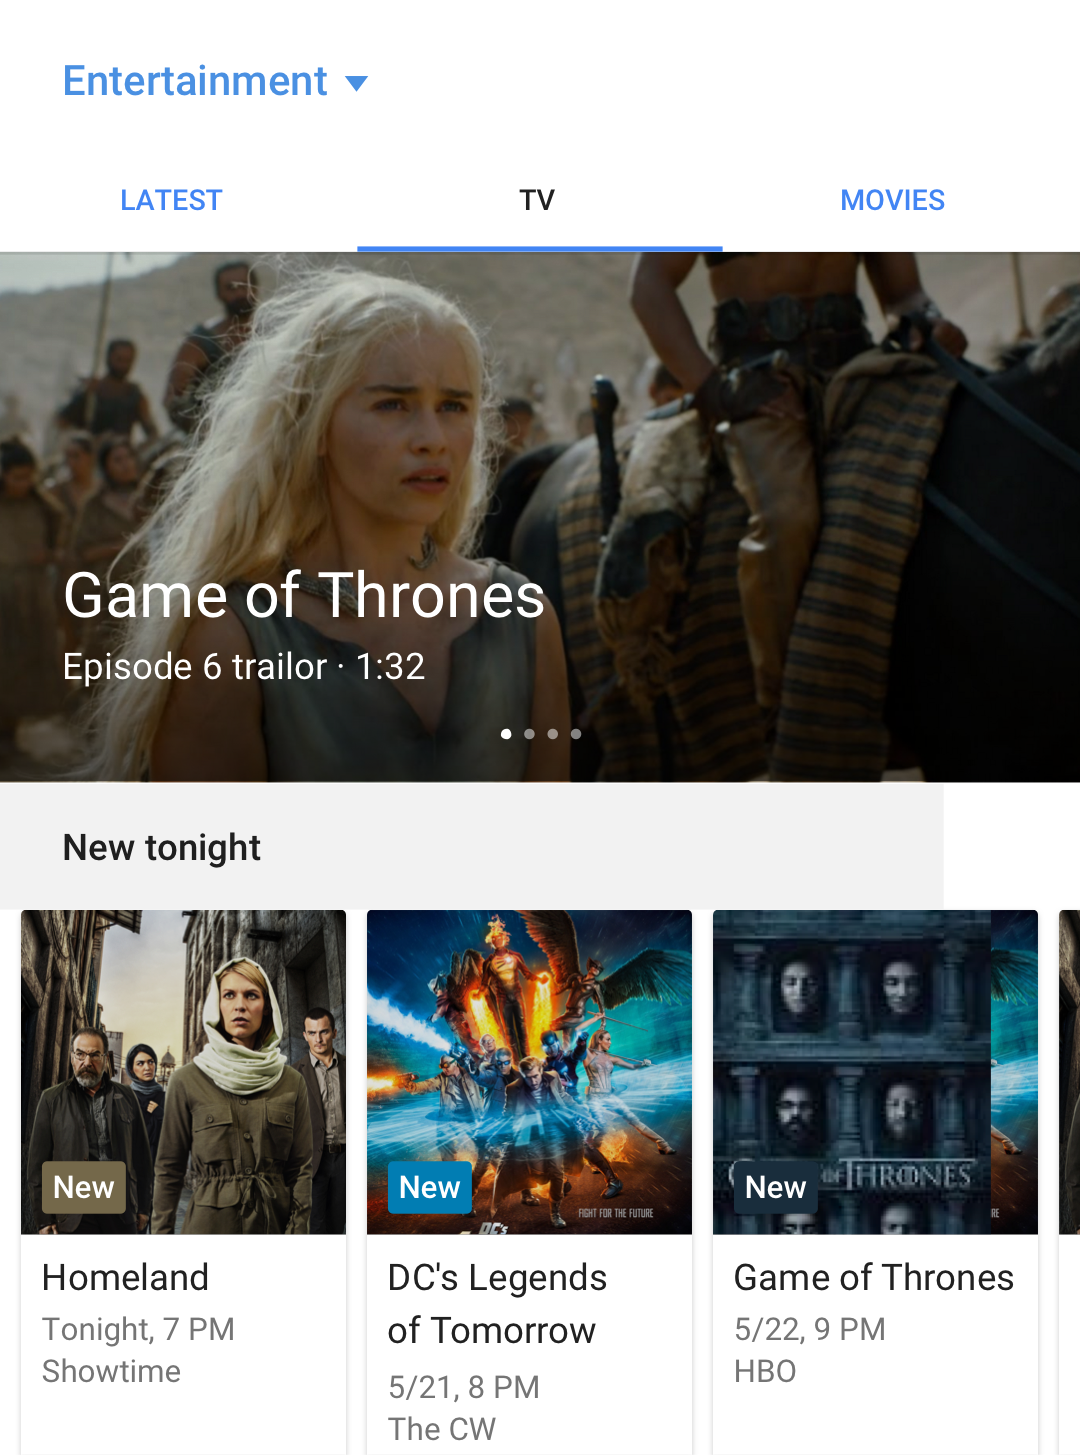 Entertainment
LATEST TV MOVIES
Game of Thrones
Episode 6 trailor · 1:32
New tonight
FIGHT FOR THE FUTURE
DC's
OF THRONES
RE
New New New
Homeland
Tonight, 7 PM
Showtime
DC's Legends
of Tomorrow
5/21, 8 PM
The CW
Game of Thrones
5/22, 9 PM
HBO